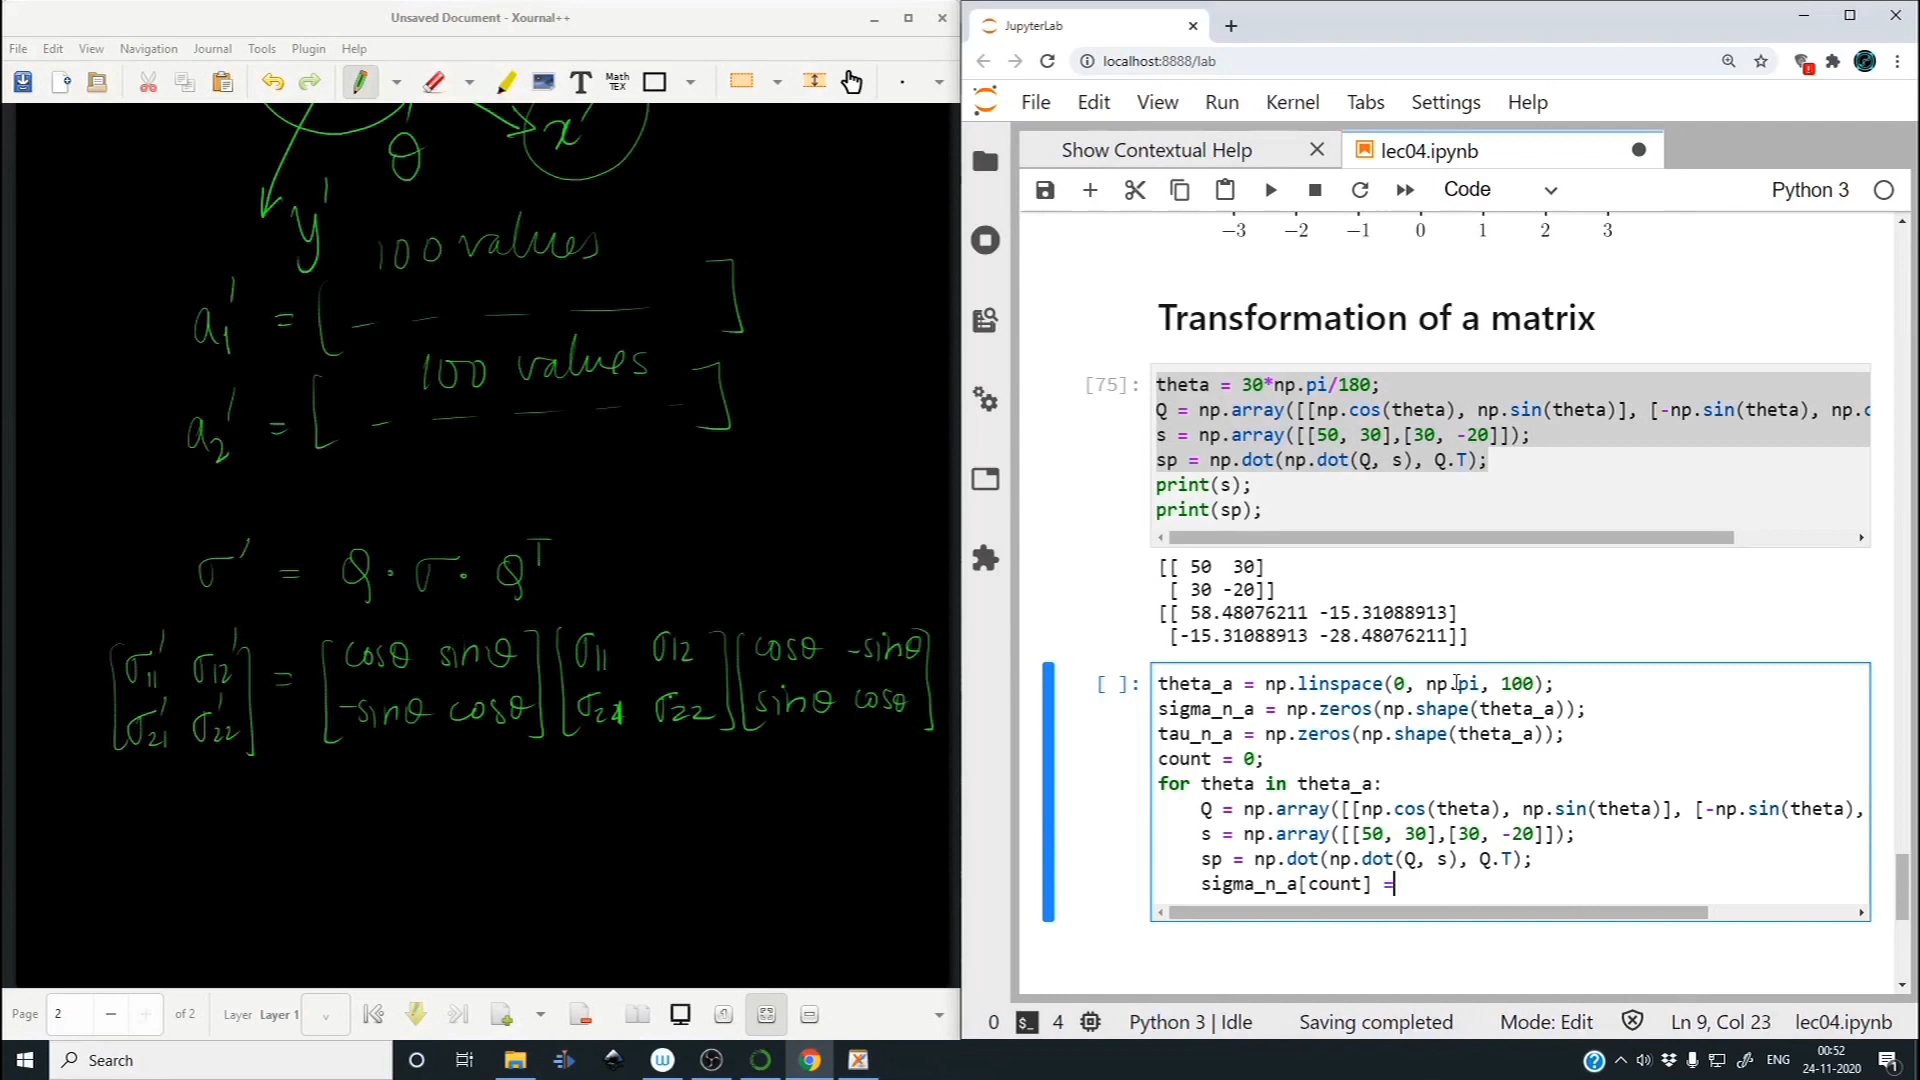 Unsaved Document - Xournal++
File Edit View Navigation Journal Tools Plugin Help
T Math TEX
θ x'
y'
100 values
a₁' = [ _ _ _ _ ]
100 values
a₂' = [ _ _ _ _ ]
σ' = Q · σ · Qᵀ
[σ₁₁' σ₁₂'] = [cosθ sinθ] [σ₁₁ σ₁₂] [cosθ -sinθ]
[σ₂₁' σ₂₂'] [-sinθ cosθ] [σ₂₁ σ₂₂] [sinθ cosθ]
Page 2 of 2 Layer Layer 1
JupyterLab
localhost:8888/lab
File Edit View Run Kernel Tabs Settings Help
Show Contextual Help lec04.ipynb
Code Python 3
−3 −2 −1 0 1 2 3
Transformation of a matrix
[75]:
theta = 30*np.pi/180;
Q = np.array([[np.cos(theta), np.sin(theta)], [-np.sin(theta), np.c
s = np.array([[50, 30],[30, -20]]);
sp = np.dot(np.dot(Q, s), Q.T);
print(s);
print(sp);
[[ 50 30]
[ 30 -20]]
[[ 58.48076211 -15.31088913]
[-15.31088913 -28.48076211]]
[ ]:
theta_a = np.linspace(0, np.pi, 100);
sigma_n_a = np.zeros(np.shape(theta_a));
tau_n_a = np.zeros(np.shape(theta_a));
count = 0;
for theta in theta_a:
Q = np.array([[np.cos(theta), np.sin(theta)], [-np.sin(theta),
s = np.array([[50, 30],[30, -20]]);
sp = np.dot(np.dot(Q, s), Q.T);
sigma_n_a[count] =
0 4 Python 3 | Idle Saving completed Mode: Edit Ln 9, Col 23 lec04.ipynb
Search
ENG
00:52
24-11-2020
1